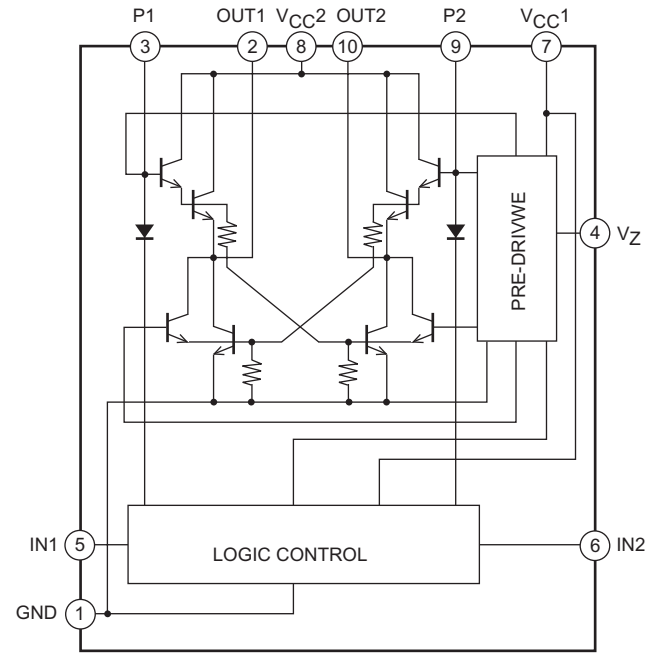 P1 OUT1 VCC2 OUT2 P2 VCC1
3 2 8 10 9 7
4 VZ
PRE-DRIVWE
IN1 5
LOGIC CONTROL
6 IN2
GND 1